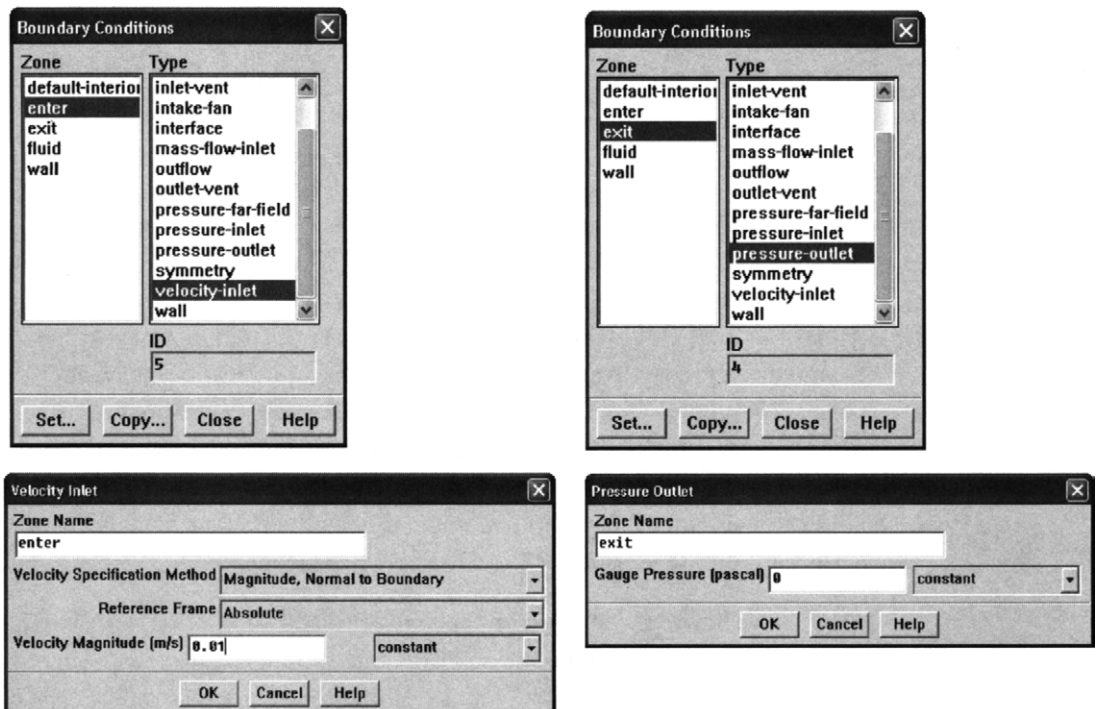 Boundary Conditions
Zone
Type
default-interior
enter
exit
fluid
wall
inlet-vent
intake-fan
interface
mass-flow-inlet
outflow
outlet-vent
pressure-far-field
pressure-inlet
pressure-outlet
symmetry
velocity-inlet
wall
ID
5
Set... Copy... Close Help
Boundary Conditions
Zone
Type
default-interior
enter
exit
fluid
wall
inlet-vent
intake-fan
interface
mass-flow-inlet
outflow
outlet-vent
pressure-far-field
pressure-inlet
pressure-outlet
symmetry
velocity-inlet
wall
ID
4
Set... Copy... Close Help
Velocity Inlet
Zone Name
enter
Velocity Specification Method Magnitude, Normal to Boundary
Reference Frame Absolute
Velocity Magnitude (m/s) 0.01 constant
OK Cancel Help
Pressure Outlet
Zone Name
exit
Gauge Pressure (pascal) 0 constant
OK Cancel Help